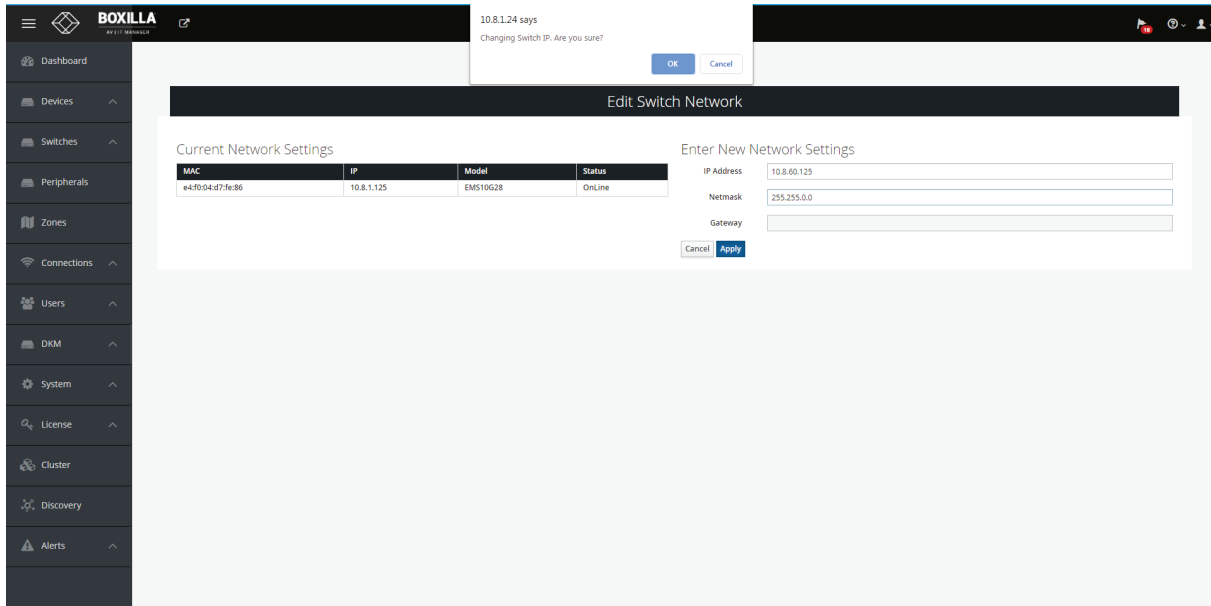 BOXILLA
AV | IT MANAGER
10.8.1.24 says
Changing Switch IP. Are you sure?
OK Cancel
18
Dashboard
Devices
Switches
Peripherals
Zones
Connections
Users
DKM
System
License
Cluster
Discovery
Alerts
Edit Switch Network
Current Network Settings
MAC IP Model Status
e4:f0:04:d7:fe:86 10.8.1.125 EMS10G28 OnLine
Enter New Network Settings
IP Address 10.8.60.125
Netmask 255.255.0.0
Gateway
Cancel Apply